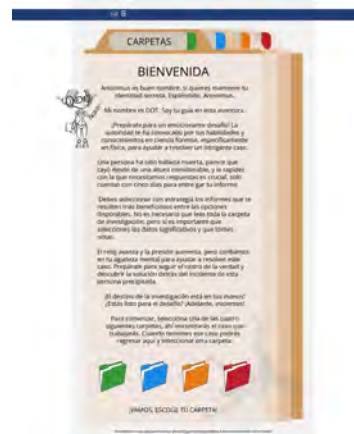 CARPETAS
BIENVENIDA
Anónimus es buen nombre, si quieres mantener tu
identidad secreta. Espléndido, Anónimus.
Mi nombre es DOT. Soy tu guía en esta aventura.
¡Prepárate para un emocionante desafío! La
autoridad te ha convocado por tus habilidades y
conocimientos en ciencia forense, específicamente
en física, para ayudar a resolver un intrigante caso.
Una persona ha sido hallada muerta, parece que
cayó desde de una altura considerable, y la rapidez
con la que necesitamos respuestas es crucial, solo
cuentan con cinco días para entre gar tu informe.
Debes seleccionar con estrategia los informes que te
resulten más beneficiosos entre las opciones
disponibles. No es necesario que leas toda la carpeta
de investigación, pero sí es importante que
selecciones los datos significativos y que tomes
notas.
El reloj avanza y la presión aumenta, pero confiamos
en tu agudeza mental para ayudar a resolver este
caso. Prepárate para seguir el rastro de la verdad y
descubrir la solución detrás del incidente de esta
persona precipitada.
¡El destino de la investigación está en tus manos!
¿Estás listo para el desafío? ¡Adelante, iniciemos!
Para comenzar, selecciona una de las cuatro
siguientes carpetas, ahí encontrarás el caso que
trabajarás. Cuando termines ese caso podrás
regresar aquí y seleccionar otra carpeta.
¡VAMOS, ESCOGE TU CARPETA!